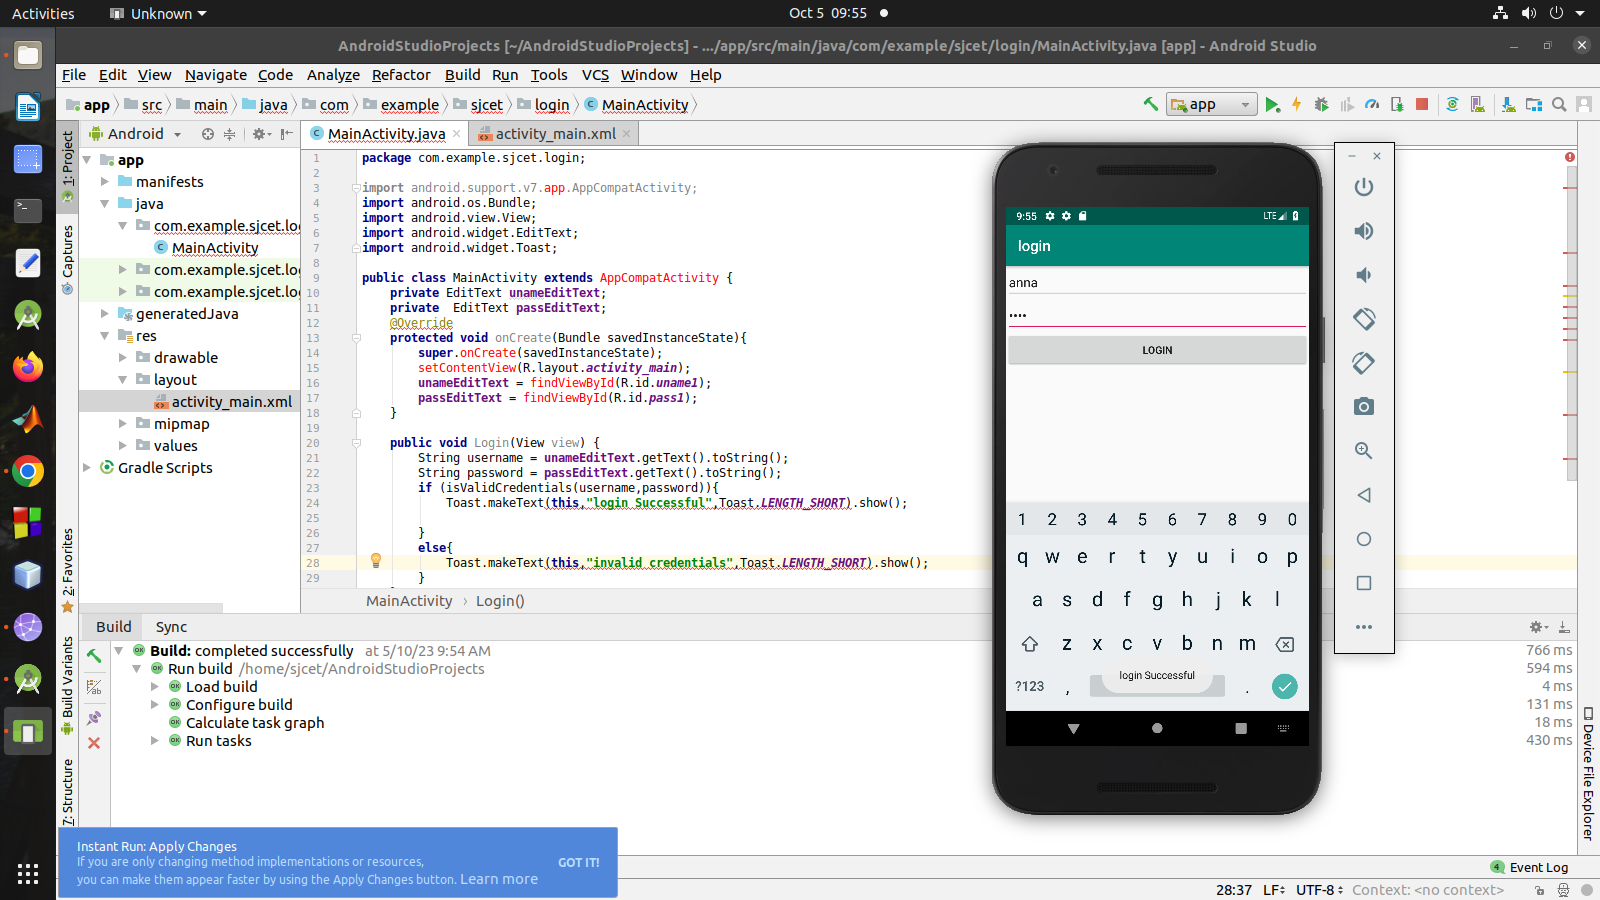 Activities
Unknown
Oct 5 09:55
AndroidStudioProjects [~/AndroidStudioProjects] - .../app/src/main/java/com/example/sjcet/login/MainActivity.java [app] - Android Studio
File Edit View Navigate Code Analyze Refactor Build Run Tools VCS Window Help
app src main java com example sjcet login MainActivity
app
1: Project
Captures
2: Favorites
Build Variants
7: Structure
Android
app
manifests
java
com.example.sjcet.log
MainActivity
com.example.sjcet.log
com.example.sjcet.log
generatedJava
res
drawable
layout
activity_main.xml
mipmap
values
Gradle Scripts
MainActivity.java
activity_main.xml
1 package com.example.sjcet.login;
2
3 import android.support.v7.app.AppCompatActivity;
4 import android.os.Bundle;
5 import android.view.View;
6 import android.widget.EditText;
7 import android.widget.Toast;
8
9 public class MainActivity extends AppCompatActivity {
10 private EditText unameEditText;
11 private EditText passEditText;
12 @Override
13 protected void onCreate(Bundle savedInstanceState){
14 super.onCreate(savedInstanceState);
15 setContentView(R.layout.activity_main);
16 unameEditText = findViewById(R.id.uname1);
17 passEditText = findViewById(R.id.pass1);
18 }
19
20 public void Login(View view) {
21 String username = unameEditText.getText().toString();
22 String password = passEditText.getText().toString();
23 if (isValidCredentials(username,password)){
24 Toast.makeText(this,"login Successful",Toast.LENGTH_SHORT).show();
25
26 }
27 else{
28 Toast.makeText(this,"invalid credentials",Toast.LENGTH_SHORT).show();
29 }
MainActivity › Login()
9:55
LTE
login
anna
••••
LOGIN
1 2 3 4 5 6 7 8 9 0
q w e r t y u i o p
a s d f g h j k l
z x c v b n m
?123 , .
login Successful
Build Sync
Build: completed successfully at 5/10/23 9:54 AM 766 ms
Run build /home/sjcet/AndroidStudioProjects 594 ms
Load build 4 ms
Configure build 131 ms
Calculate task graph 18 ms
Run tasks 430 ms
Device File Explorer
Instant Run: Apply Changes
If you are only changing method implementations or resources,
you can make them appear faster by using the Apply Changes button. Learn more
GOT IT!
4 Event Log
28:37 LF UTF-8 Context: <no context>